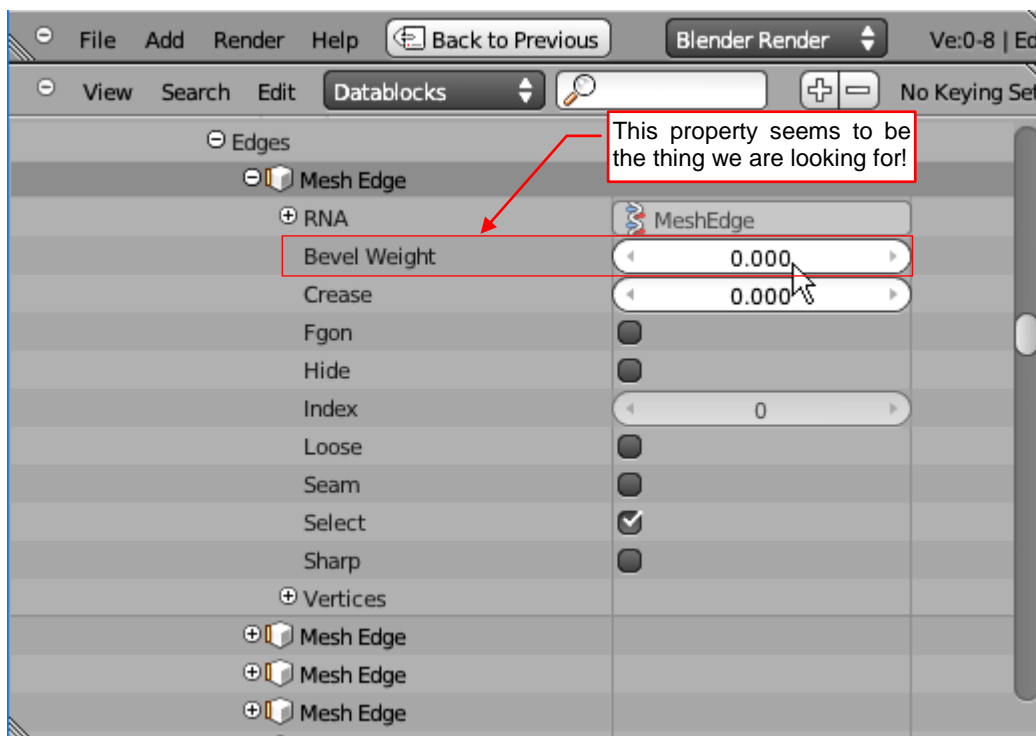 File Add Render Help Back to Previous Blender Render Ve:0-8 | Ed
View Search Edit Datablocks No Keying Set
This property seems to be
the thing we are looking for!
Edges
Mesh Edge
RNA MeshEdge
Bevel Weight 0.000
Crease 0.000
Fgon
Hide
Index 0
Loose
Seam
Select
Sharp
Vertices
Mesh Edge
Mesh Edge
Mesh Edge